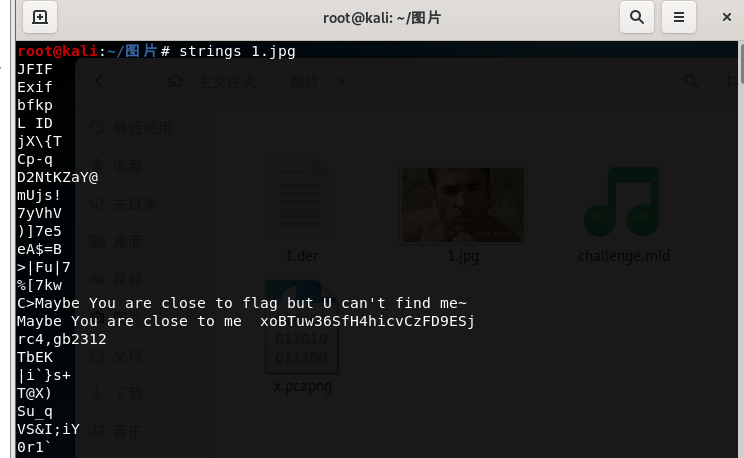 root@kali: ~/图片
root@kali:~/图片# strings 1.jpg
JFIF
Exif
bfkp
L ID
jX\{T
Cp-q
D2NtKZaY@
mUjs!
7yVhV
)]7e5
eA$=B
>|Fu|7
%[7kw
C>Maybe You are close to flag but U can't find me~
Maybe You are close to me  xoBTuw36SfH4hicvCzFD9ESj
rc4,gb2312
TbEK
|i`}s+
T@X)
Su_q
VS&I;iY
0r1`
主文件夹
图片
最近使用
收藏
主目录
桌面
视频
文档
下载
音乐
1.der
1.jpg
challenge.mid
011010
011100
x.pcapng